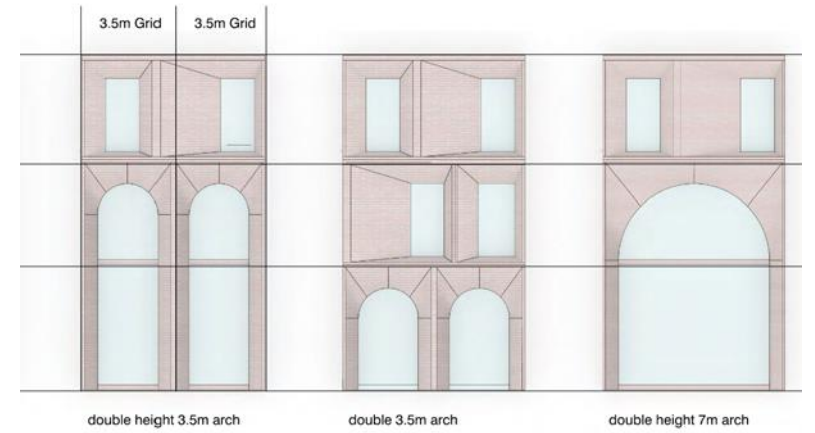 3.5m Grid
3.5m Grid
double height 3.5m arch
double 3.5m arch
double height 7m arch